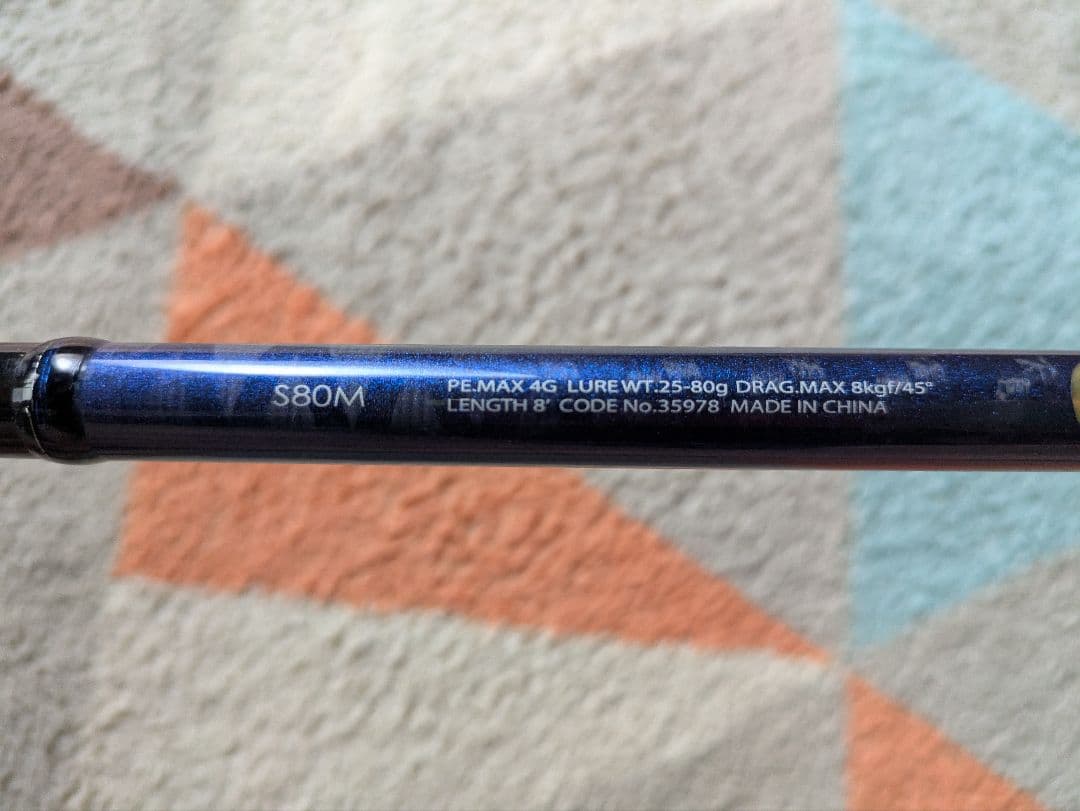 S80M
PE.MAX 4G LURE WT.25-80g DRAG.MAX 8kgf/45°
LENGTH 8' CODE No.35978 MADE IN CHINA